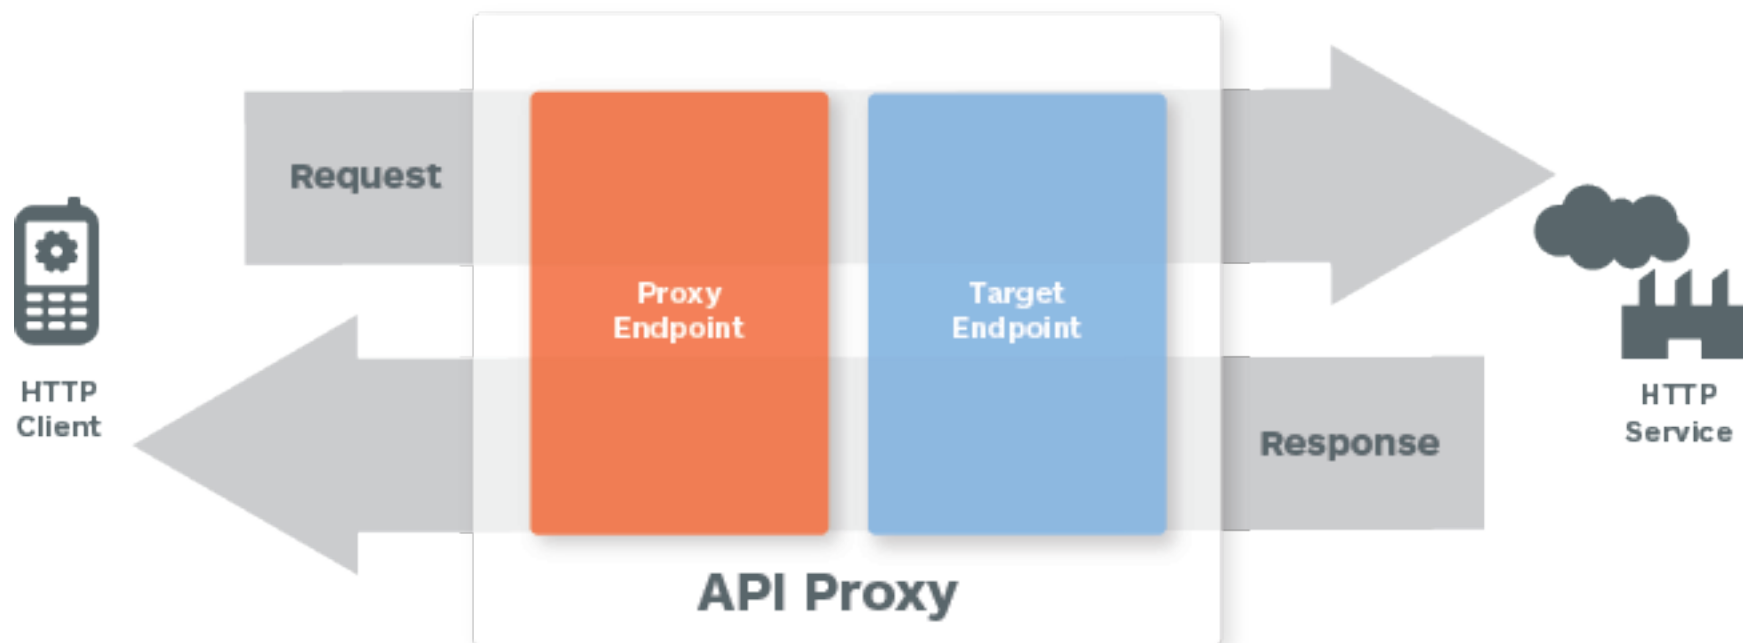 Request
Proxy
Endpoint
Target
Endpoint
HTTP
Client
HTTP
Service
Response
API Proxy